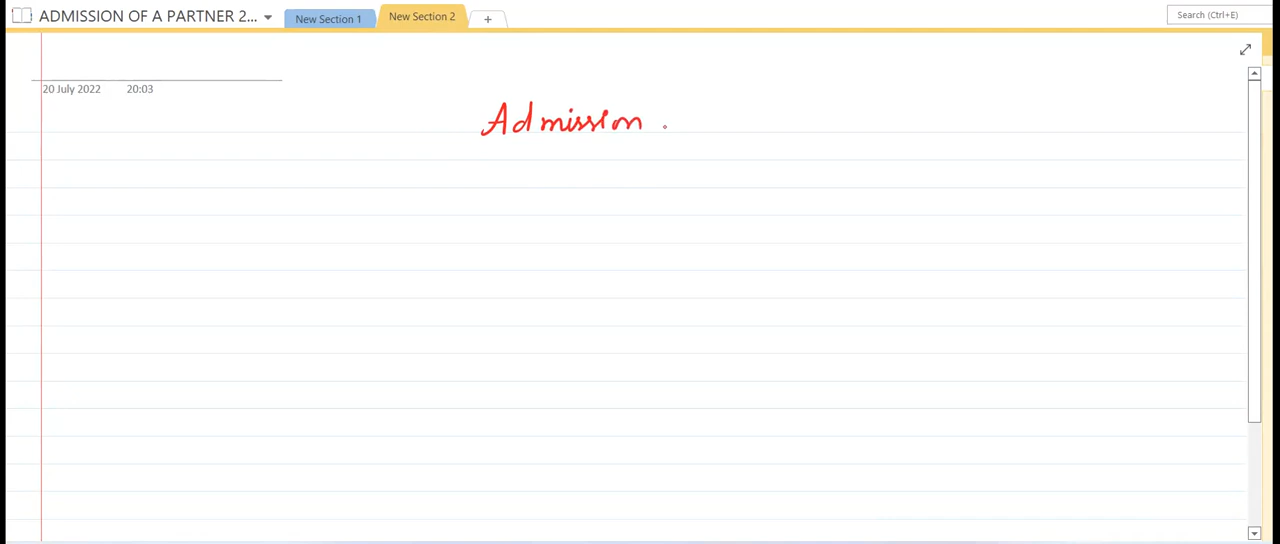 ADMISSION OF A PARTNER 2...
New Section 1
New Section 2
+
Search (Ctrl+E)
20 July 2022 20:03
Admission